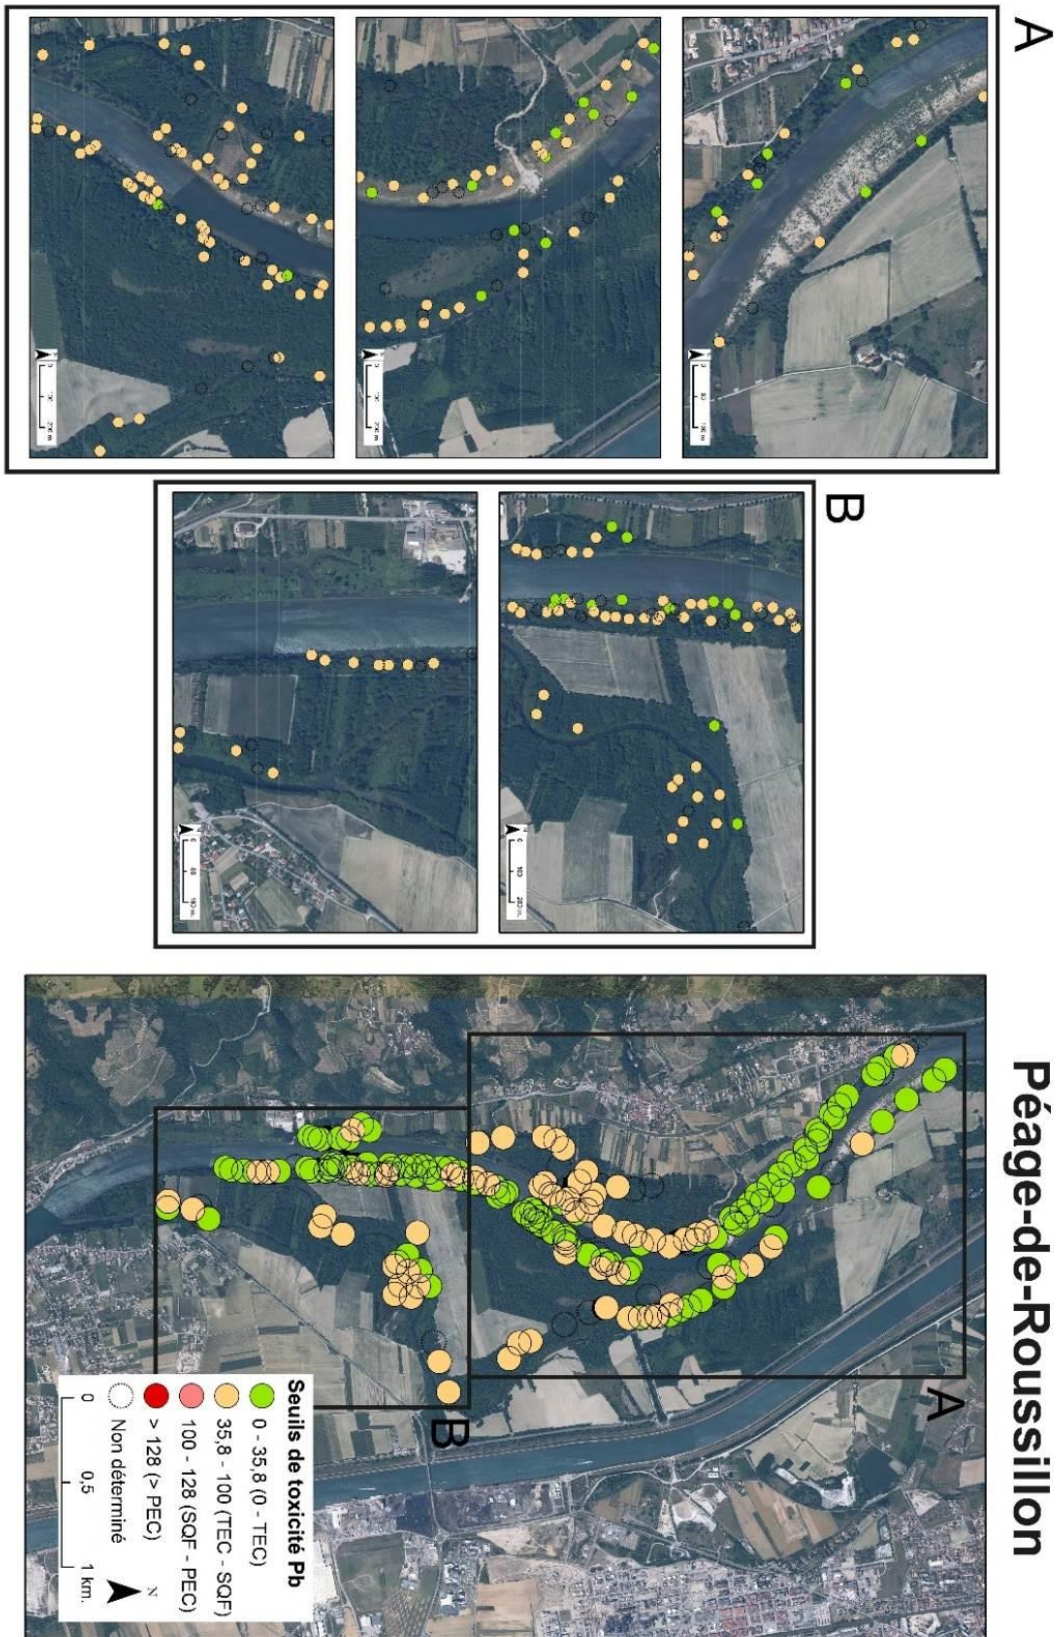 Péage-de-Roussillon
A
B
A
B
Seuils de toxicité Pb
0 - 35,8 (0 - TEC)
35,8 - 100 (TEC - SQF)
100 - 128 (SQF - PEC)
> 128 (> PEC)
Non déterminé
N
0 0,5 1 km.